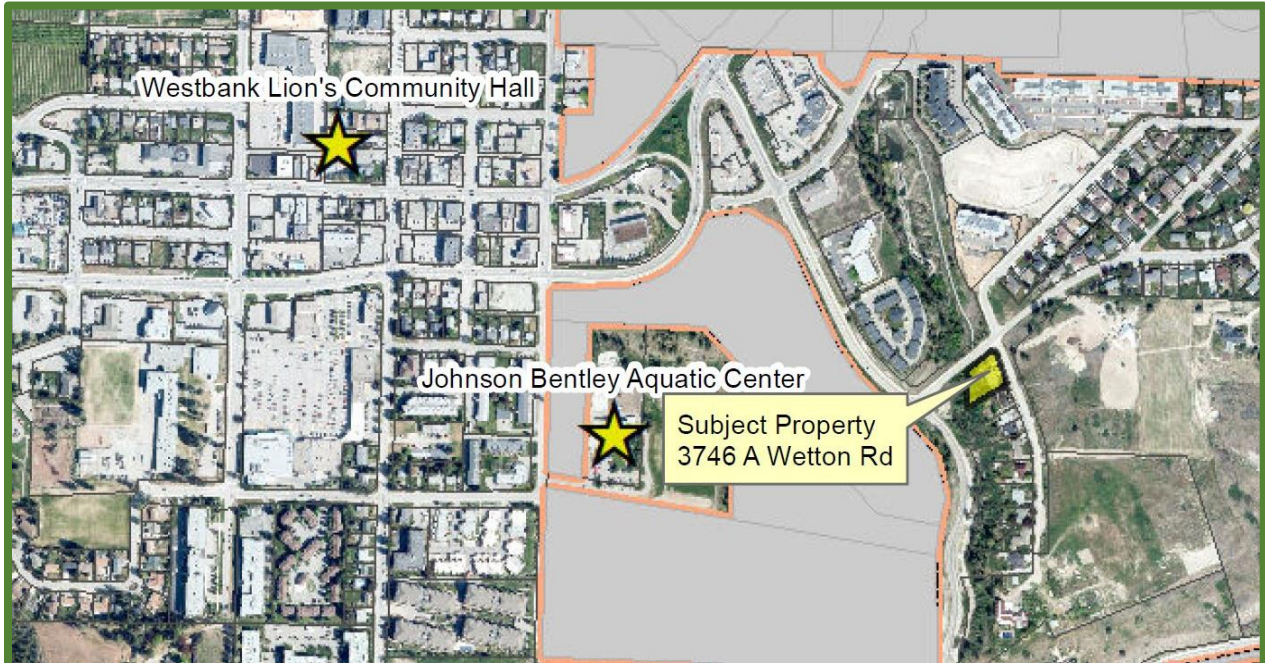 Westbank Lion's Community Hall
Johnson Bentley Aquatic Center
Subject Property
3746 A Wetton Rd